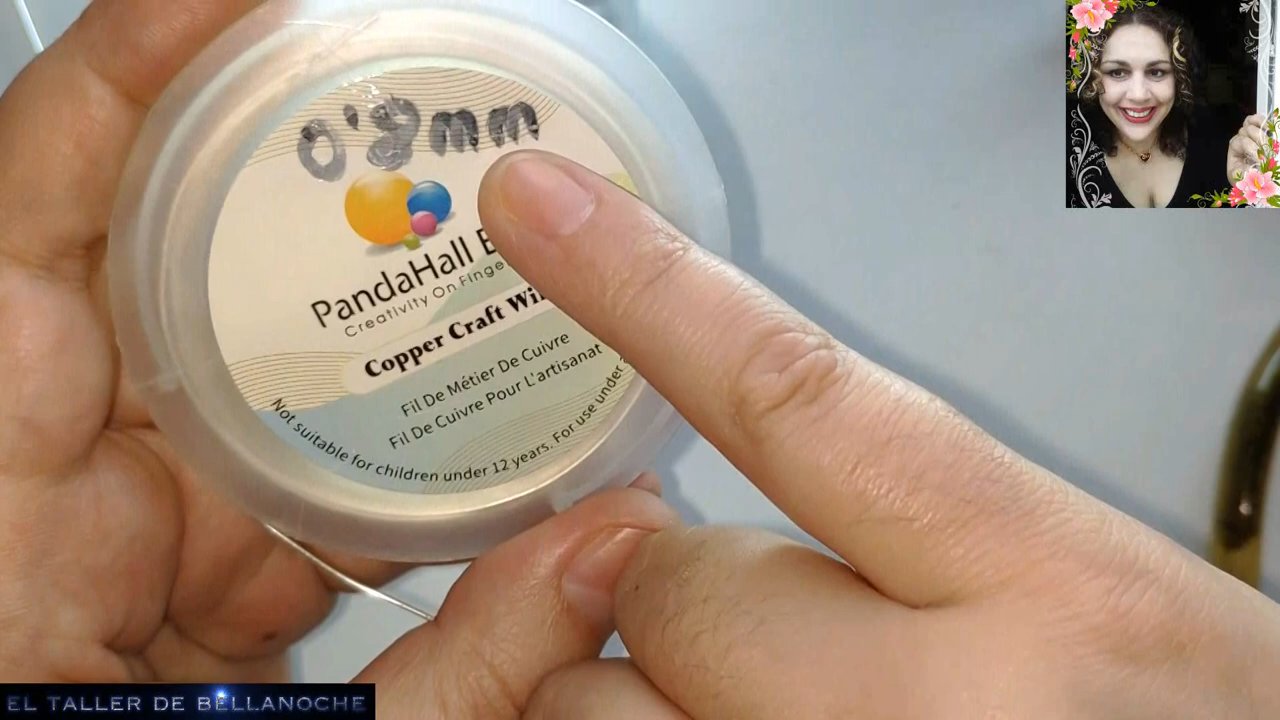 0'8mm
PandaHall E
Creativity On Finge
Copper Craft Wi
Fil De Métier De Cuivre
Fil De Cuivre Pour L'artisanat
Not suitable for children under 12 years. For use under
EL TALLER DE BELLANOCHE